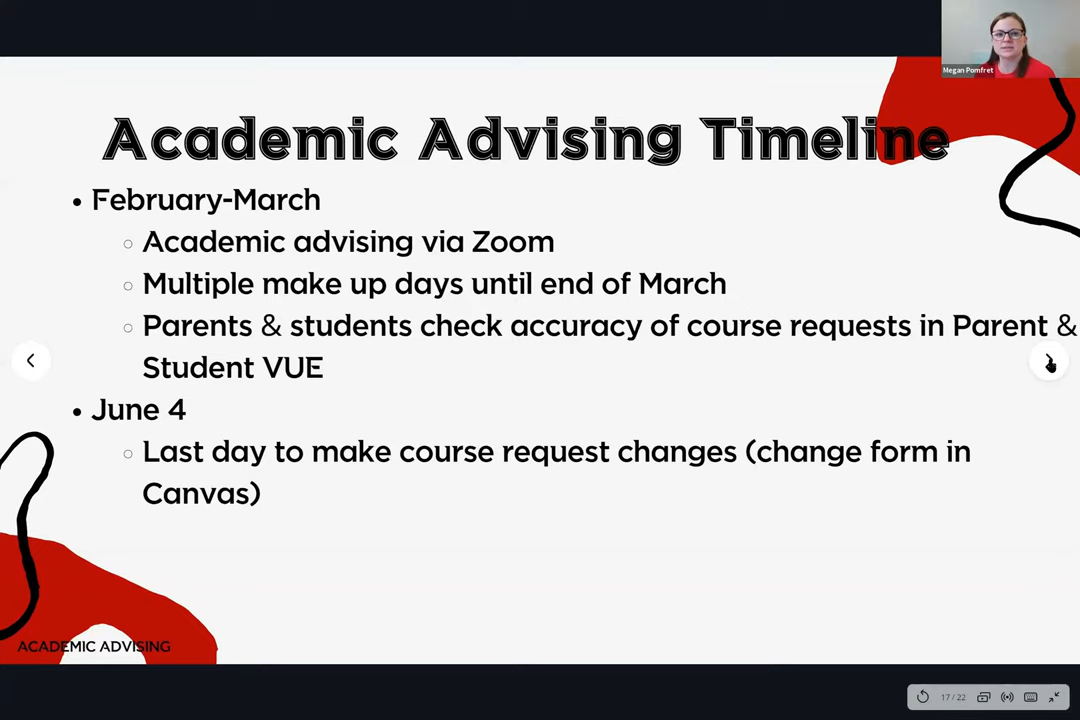 Megan Pomfret
Academic Advising Timeline
• February-March
○ Academic advising via Zoom
○ Multiple make up days until end of March
○ Parents & students check accuracy of course requests in Parent &
Student VUE
• June 4
○ Last day to make course request changes (change form in
Canvas)
ACADEMIC ADVISING
17 / 22